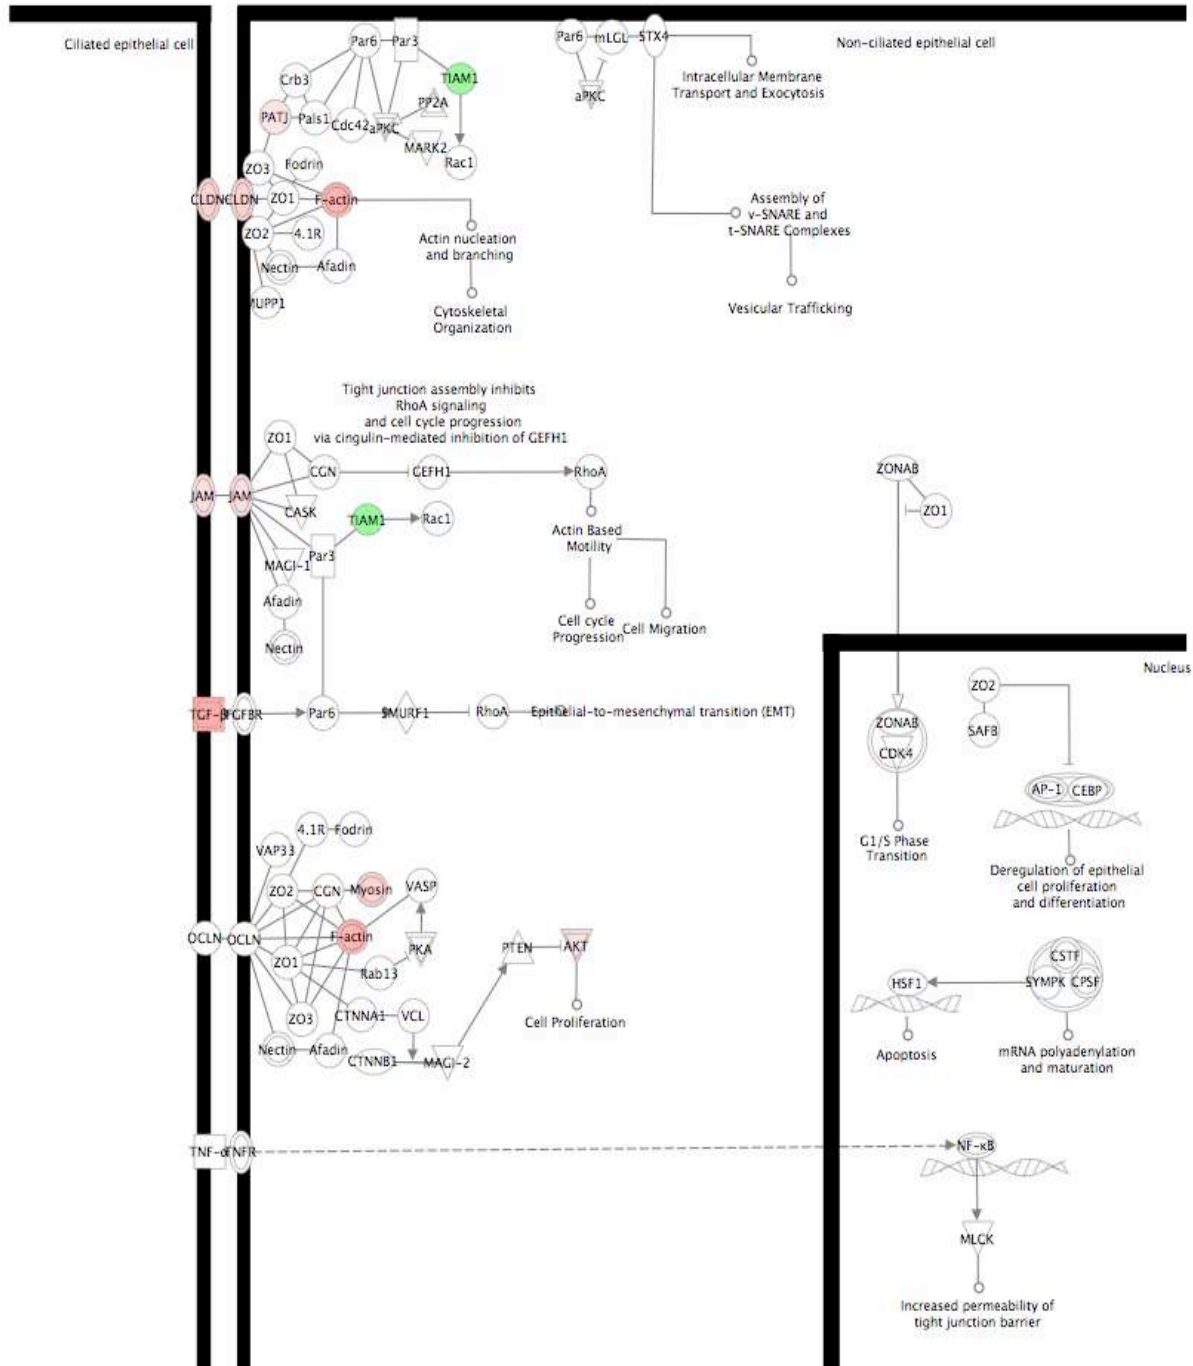 Ciliated epithelial cell
Non-ciliated epithelial cell
Par6
Par3
Crb3
TIAM1
PP2A
PATJ
Pals1
Cdc42
aPKC
MARK2
Rac1
Par6
mLGL
STX4
aPKC
Intracellular Membrane
Transport and Exocytosis
ZO3
Fodrin
CLDN
CLDN
ZO1
F-actin
ZO2
4.1R
Nectin
Afadin
MUPP1
Actin nucleation
and branching
Cytoskeletal
Organization
Assembly of
v-SNARE and
t-SNARE Complexes
Vesicular Trafficking
Tight junction assembly inhibits
RhoA signaling
and cell cycle progression
via cingulin-mediated inhibition of GEFH1
ZO1
CGN
GEFH1
RhoA
JAM
JAM
CASK
TIAM1
Rac1
Par3
MAGI-1
Afadin
Nectin
Actin Based
Motility
Cell cycle
Progression
Cell Migration
ZONAB
ZO1
Nucleus
TGF-β
TGFBR
Par6
SMURF1
RhoA
Epithelial-to-mesenchymal transition (EMT)
ZONAB
CDK4
G1/S Phase
Transition
ZO2
SAFB
AP-1
CEBP
Deregulation of epithelial
cell proliferation
and differentiation
4.1R
Fodrin
VAP33
ZO2
CGN
Myosin
VASP
OCLN
OCLN
F-actin
PKA
ZO1
Rab13
ZO3
CTNNA1
VCL
Nectin
Afadin
CTNNB1
MAGI-2
PTEN
AKT
Cell Proliferation
HSF1
Apoptosis
CSTF
SYMPK
CPSF
mRNA polyadenylation
and maturation
TNF-α
TNFR
NF-κB
MLCK
Increased permeability of
tight junction barrier